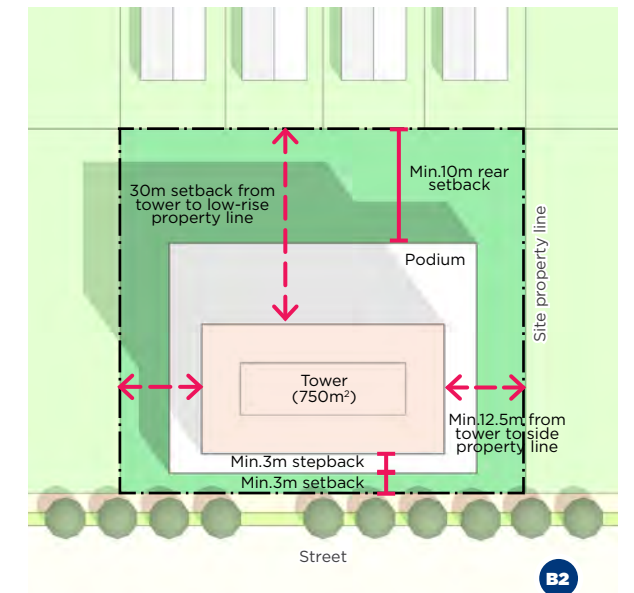 30m setback from
tower to low-rise
property line
Min.10m rear
setback
Site property line
Podium
Tower
(750m²)
Min.12.5m from
tower to side
property line
Min.3m stepback
Min.3m setback
Street
B2